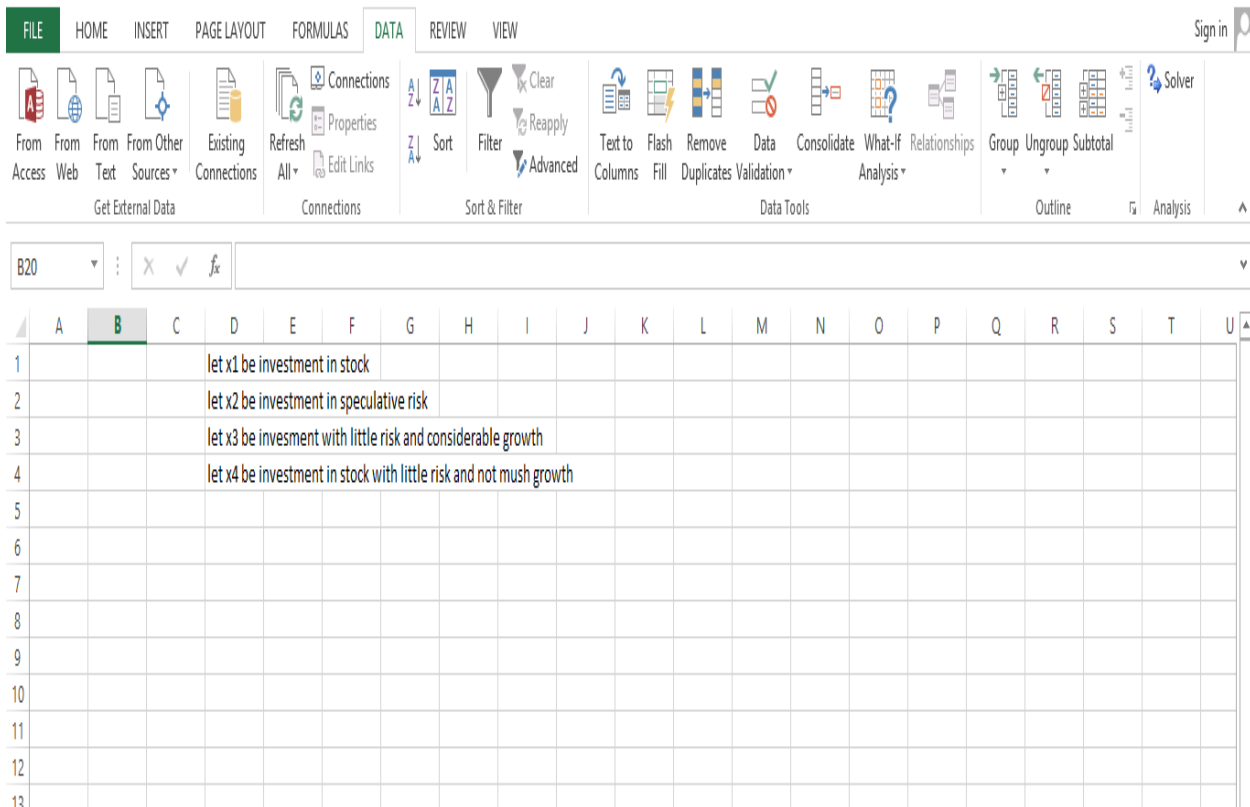 FILE HOME INSERT PAGE LAYOUT FORMULAS DATA REVIEW VIEW Sign in
From Access
From Web
From Text
From Other Sources
Existing Connections
Get External Data
Refresh All
Connections
Properties
Edit Links
Connections
A Z
Z A
Z A
A Z
Sort
Filter
Clear
Reapply
Advanced
Sort & Filter
Text to Columns
Flash Fill
Remove Duplicates
Data Validation
Consolidate
What-If Analysis
Relationships
Data Tools
Group
Ungroup
Subtotal
Outline
Solver
Analysis
B20 fx
A B C D E F G H I J K L M N O P Q R S T U
1 let x1 be investment in stock
2 let x2 be investment in speculative risk
3 let x3 be invesment with little risk and considerable growth
4 let x4 be investment in stock with little risk and not mush growth
5
6
7
8
9
10
11
12
13